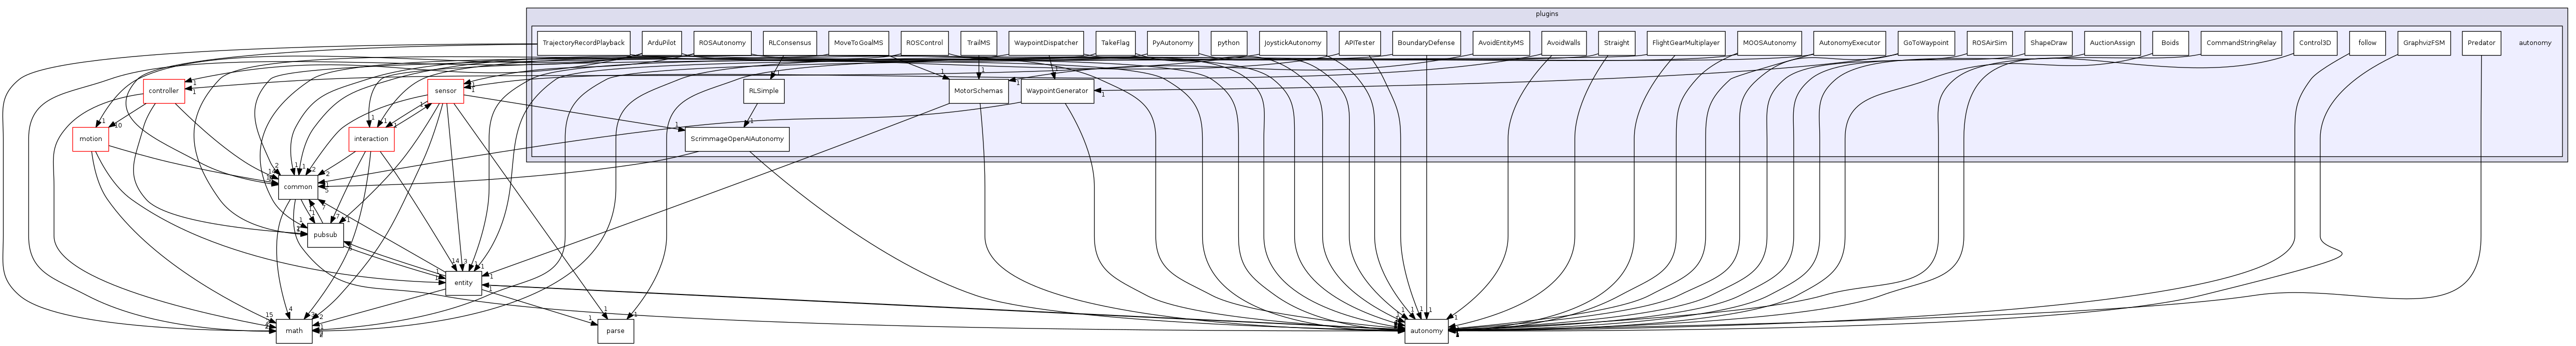 plugins
TrajectoryRecordPlayback ArduPilot ROSAutonomy RLConsensus MoveToGoalMS ROSControl TrailMS WaypointDispatcher TakeFlag PyAutonomy python JoystickAutonomy APITester BoundaryDefense AvoidEntityMS AvoidWalls Straight FlightGearMultiplayer MOOSAutonomy AutonomyExecutor GoToWaypoint ROSAirSim ShapeDraw AuctionAssign Boids CommandStringRelay Control3D follow GraphvizFSM Predator autonomy
controller sensor RLSimple MotorSchemas WaypointGenerator
motion interaction ScrimmageOpenAIAutonomy
common
pubsub
entity
math parse autonomy